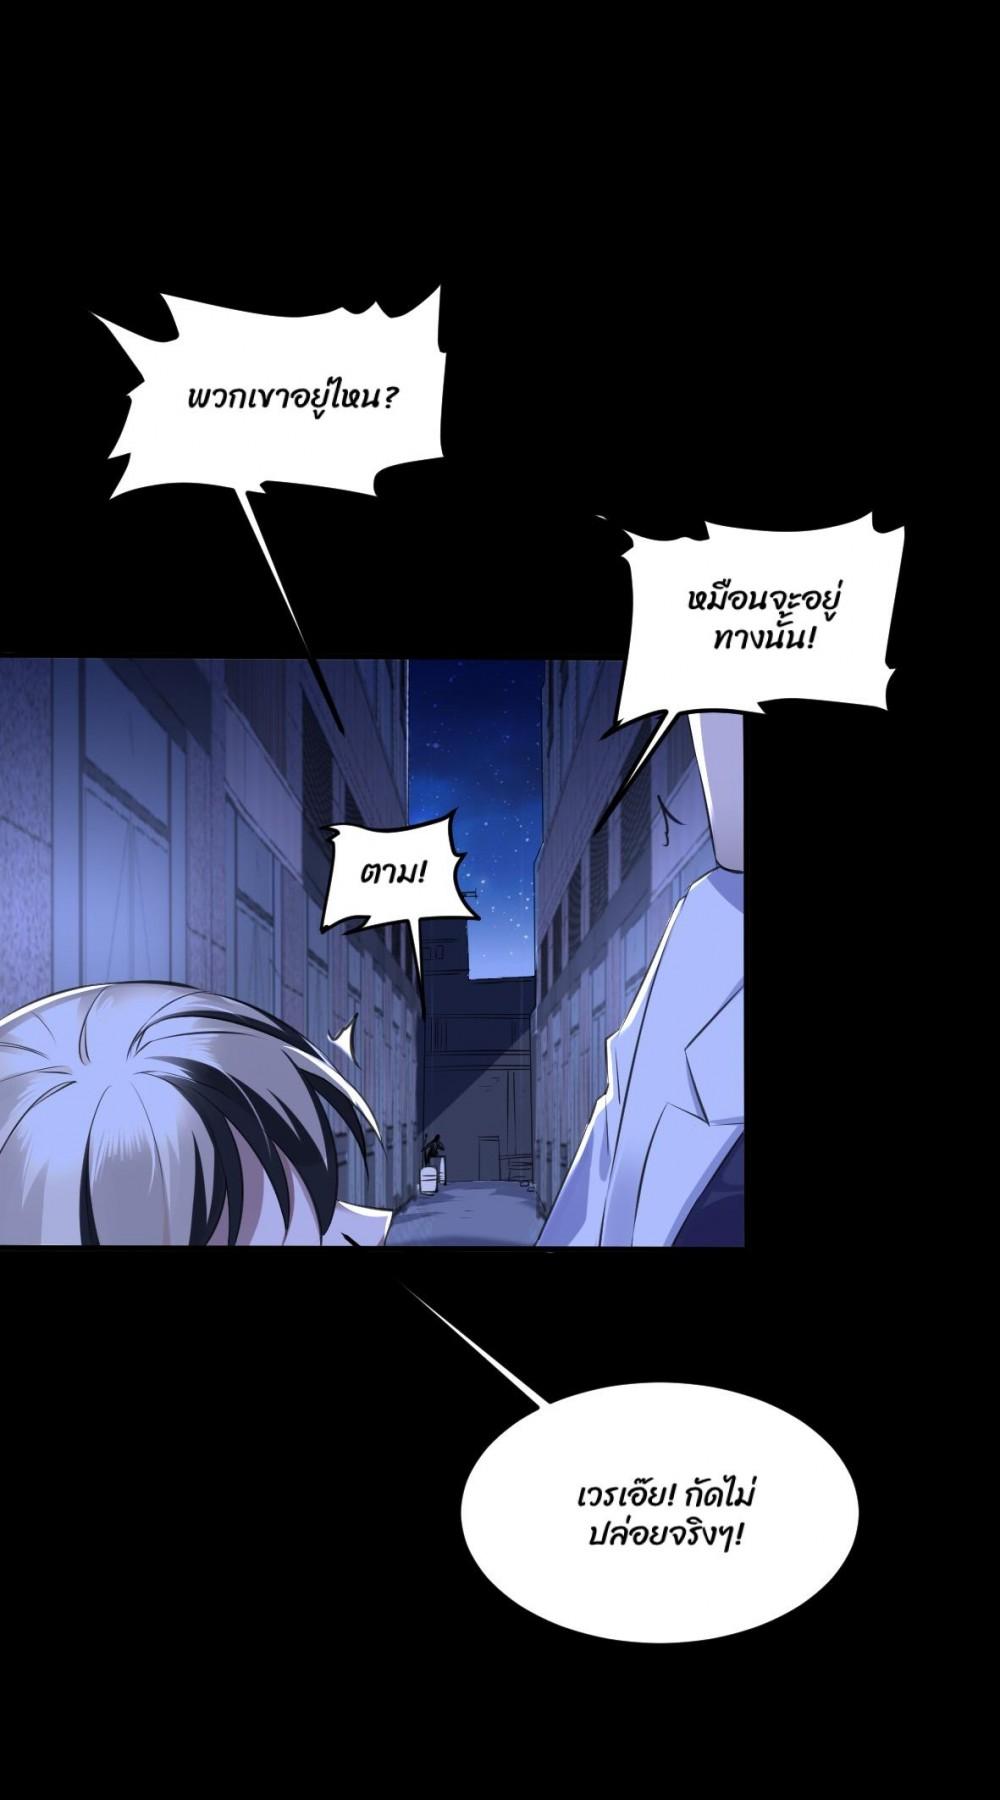 พวกเขาอยู่ไหน?
หมือนจะอยู่
ทางนั้น!
ตาม!
เวรเอ๊ย! กัดไม่
ปล่อยจริงๆ!